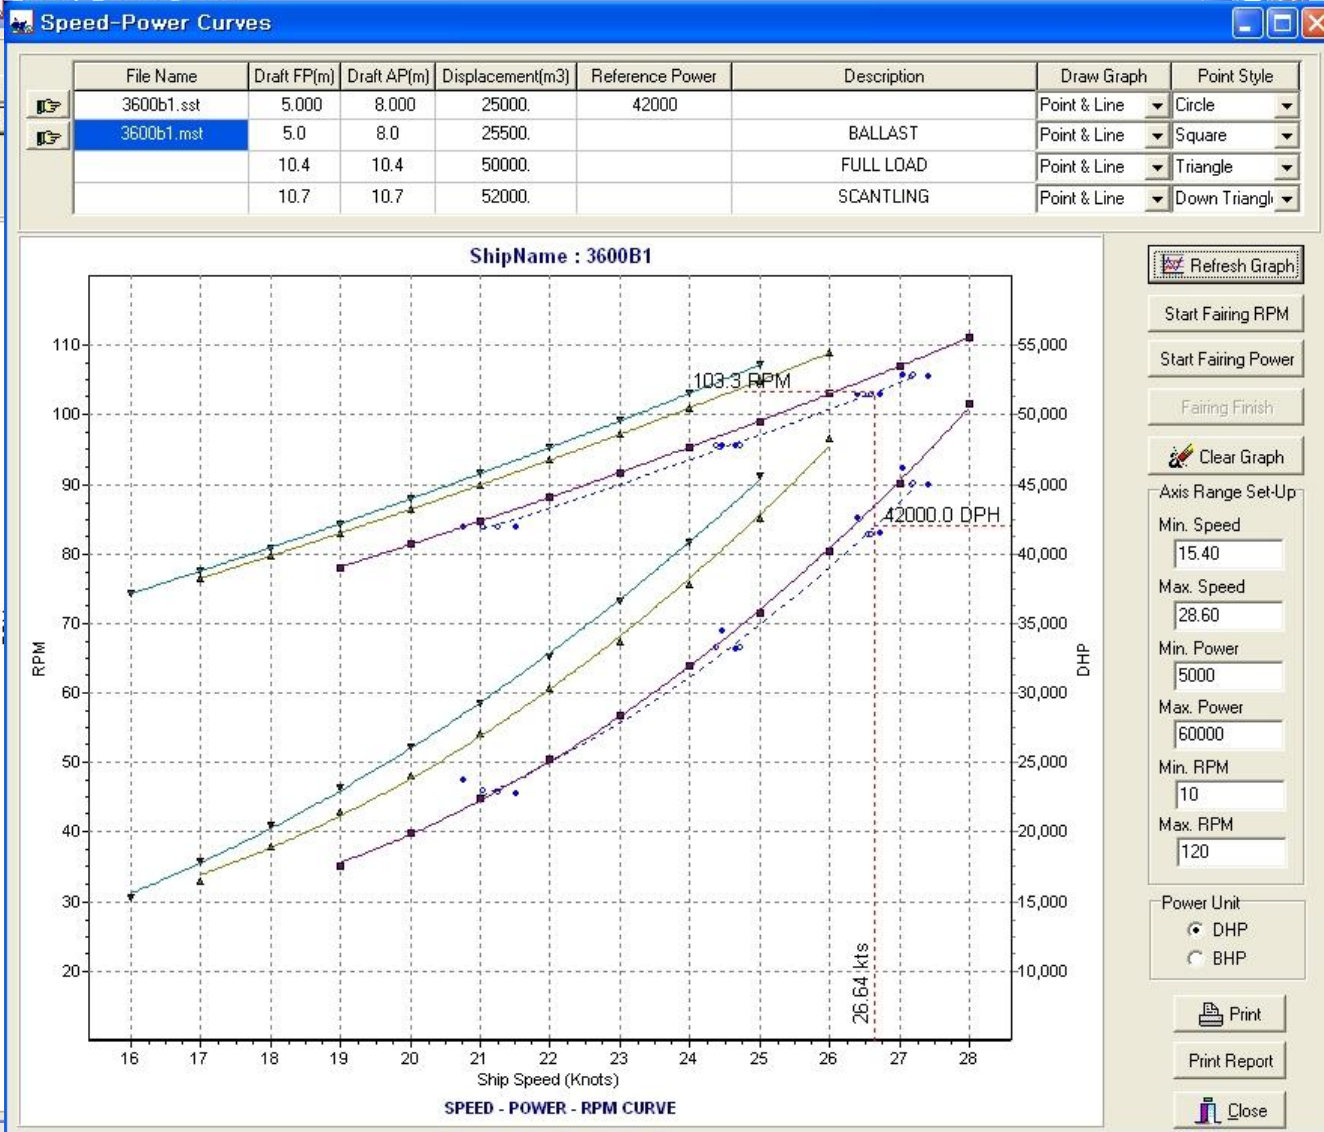 Speed-Power Curves
File Name Draft FP(m) Draft AP(m) Displacement(m3) Reference Power Description Draw Graph Point Style
3600b1.sst 5.000 8.000 25000. 42000 Point & Line Circle
3600b1.mst 5.0 8.0 25500. BALLAST Point & Line Square
10.4 10.4 50000. FULL LOAD Point & Line Triangle
10.7 10.7 52000. SCANTLING Point & Line Down Triangl
ShipName : 3600B1
Refresh Graph
Start Fairing RPM
Start Fairing Power
Fairing Finish
Clear Graph
Axis Range Set-Up
Min. Speed
15.40
Max. Speed
28.60
Min. Power
5000
Max. Power
60000
Min. RPM
10
Max. RPM
120
Power Unit
DHP
BHP
Print
Print Report
Close
110 55,000
103.3 RPM
100 50,000
90 45,000
42000.0 DPH
80 40,000
70 35,000
RPM
DHP
60 30,000
50 25,000
40 20,000
30 15,000
20 10,000
26.64 kts
16 17 18 19 20 21 22 23 24 25 26 27 28
Ship Speed (Knots)
SPEED - POWER - RPM CURVE